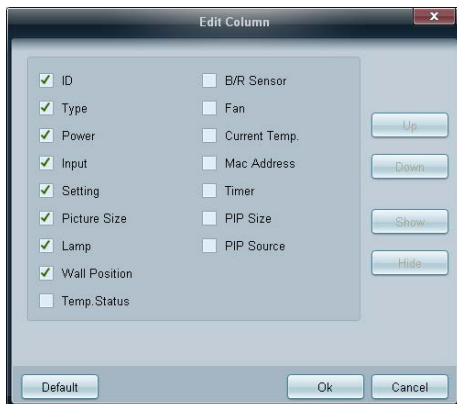 Edit Column
ID
Type
Power
Input
Setting
Picture Size
Lamp
Wall Position
Temp.Status
B/R Sensor
Fan
Current Temp.
Mac Address
Timer
PIP Size
PIP Source
Up
Down
Show
Hide
Default
Ok
Cancel